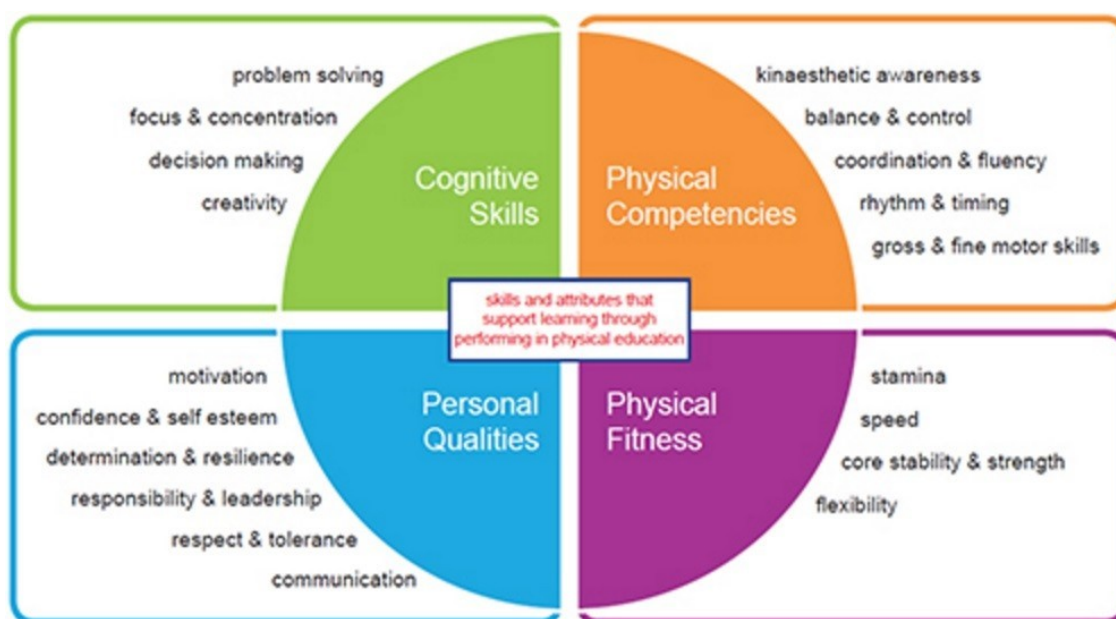 problem solving
focus & concentration
decision making
creativity
Cognitive
Skills
kinaesthetic awareness
balance & control
coordination & fluency
rhythm & timing
gross & fine motor skills
Physical
Competencies
skills and attributes that
support learning through
performing in physical education
motivation
confidence & self esteem
determination & resilience
responsibility & leadership
respect & tolerance
communication
Personal
Qualities
stamina
speed
core stability & strength
flexibility
Physical
Fitness